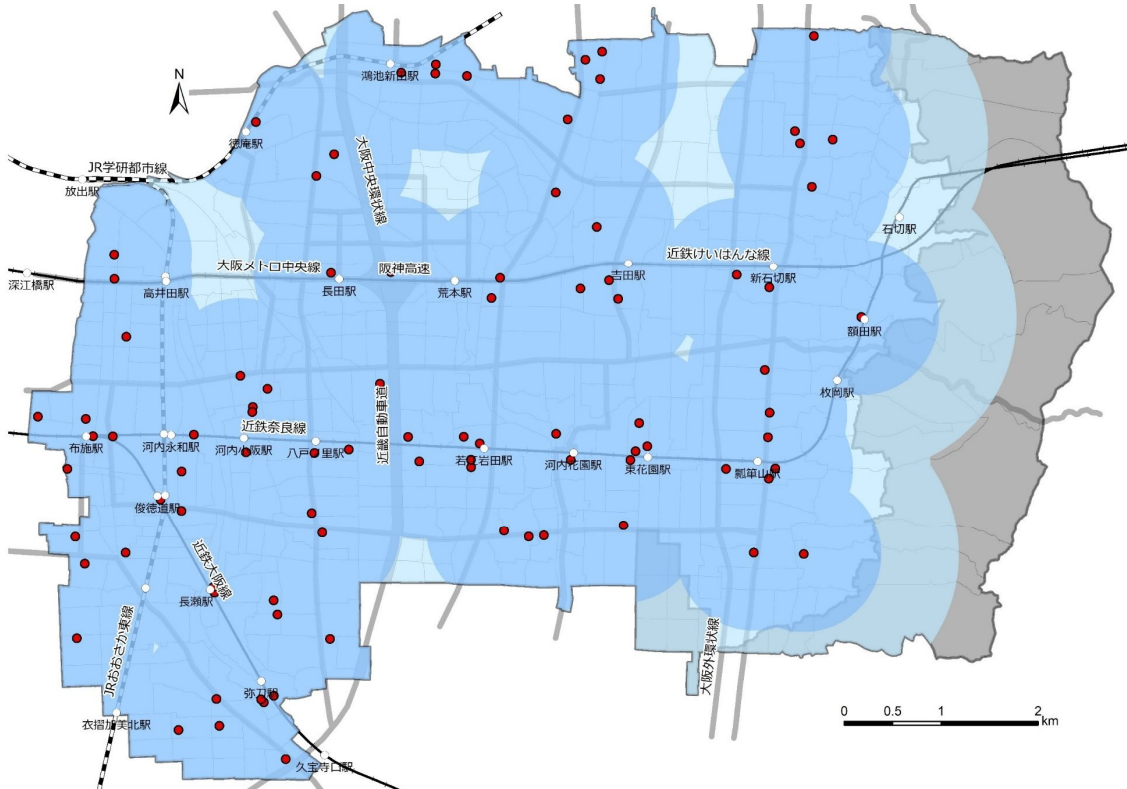 N
鴻池新田駅
徳庵駅
JR学研都市線
放出駅
大阪中央環状線
石切駅
大阪メトロ中央線
阪神高速
近鉄けいはんな線
吉田駅
新石切駅
深江橋駅
高井田駅
長田駅
荒本駅
額田駅
枚岡駅
近畿自動車道
近鉄奈良線
布施駅
河内永和駅
河内小阪駅
八戸ノ里駅
若江岩田駅
河内花園駅
東花園駅
瓢箪山駅
俊徳道駅
近鉄大阪線
長瀬駅
JRおおさか東線
大阪外環状線
弥刀駅
衣摺加美北駅
久宝寺口駅
0 0.5 1 2
km